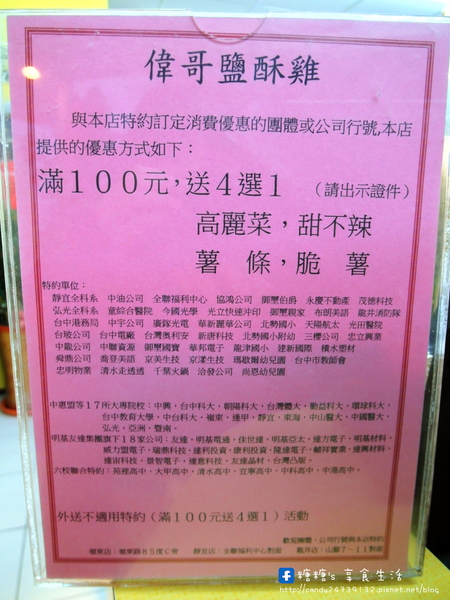 偉哥鹽酥雞
與本店特約訂定消費優惠的團體或公司行號,本店
提供的優惠方式如下：
滿100元,送4選1 （請出示證件）
高麗菜，甜不辣
薯 條，脆 薯
特約單位：
靜宜全科系 中油公司 全聯福利中心 協鴻公司 御璽伯爵 永慶不動產 茂德科技
弘光全科系 童綜合醫院 今國光學 光立快速沖印 御璽親家 布朗美語 龍井消防隊
台中港務局 中宇公司 廣鎵光電 華新麗華公司 北勢國小 天陽航太 光田醫院
台玻公司 台中電廠 台灣奧利安 新唐科技 北勢國小附幼 三櫻公司 忠立興業
中龍公司 中聯資源 御璽國寶 華邦電子 龍津國小 建新國際 積水塑材
舜鼎公司 喬登美語 京美生技 京漾生技 瑪歇爾幼兒園 台中市教師會
忠明物業 清水走透透 千葉火鍋 洽發公司 尚恩幼兒園
中惠盟等17所大專院校：中興，台中科大，朝陽科大，台灣體大，勤益科大，環球科大，
台中教育大學，中台科大，嶺東，逢甲，靜宜，東海，中山醫大，中國醫大，
弘光，亞洲，暨南，
明基友達集團旗下18家公司：友達，明基電通，佳世達，明基亞太，達方電子，明基材料，
威力盟電子，瑞鼎科技，達利投資，康利投資，隆達電子，輔祥實業，達興材料，
達宙科技，景智電子，達意科技，友達晶材，台灣凸版，
六校聯合特約：苑裡高中，大甲高中，清水高中，宜寧高中，中科高中，中港高中，
外送不適用特約（滿100元送4選1）活動
歡迎團體、公司行號與本店特約
嶺東店：嶺東路85度C旁 靜宜店：全聯福利中心對面 龍井店：山腳7－11對面
糖糖's 享食生活
http://candy24739132.pixnet.net/blog